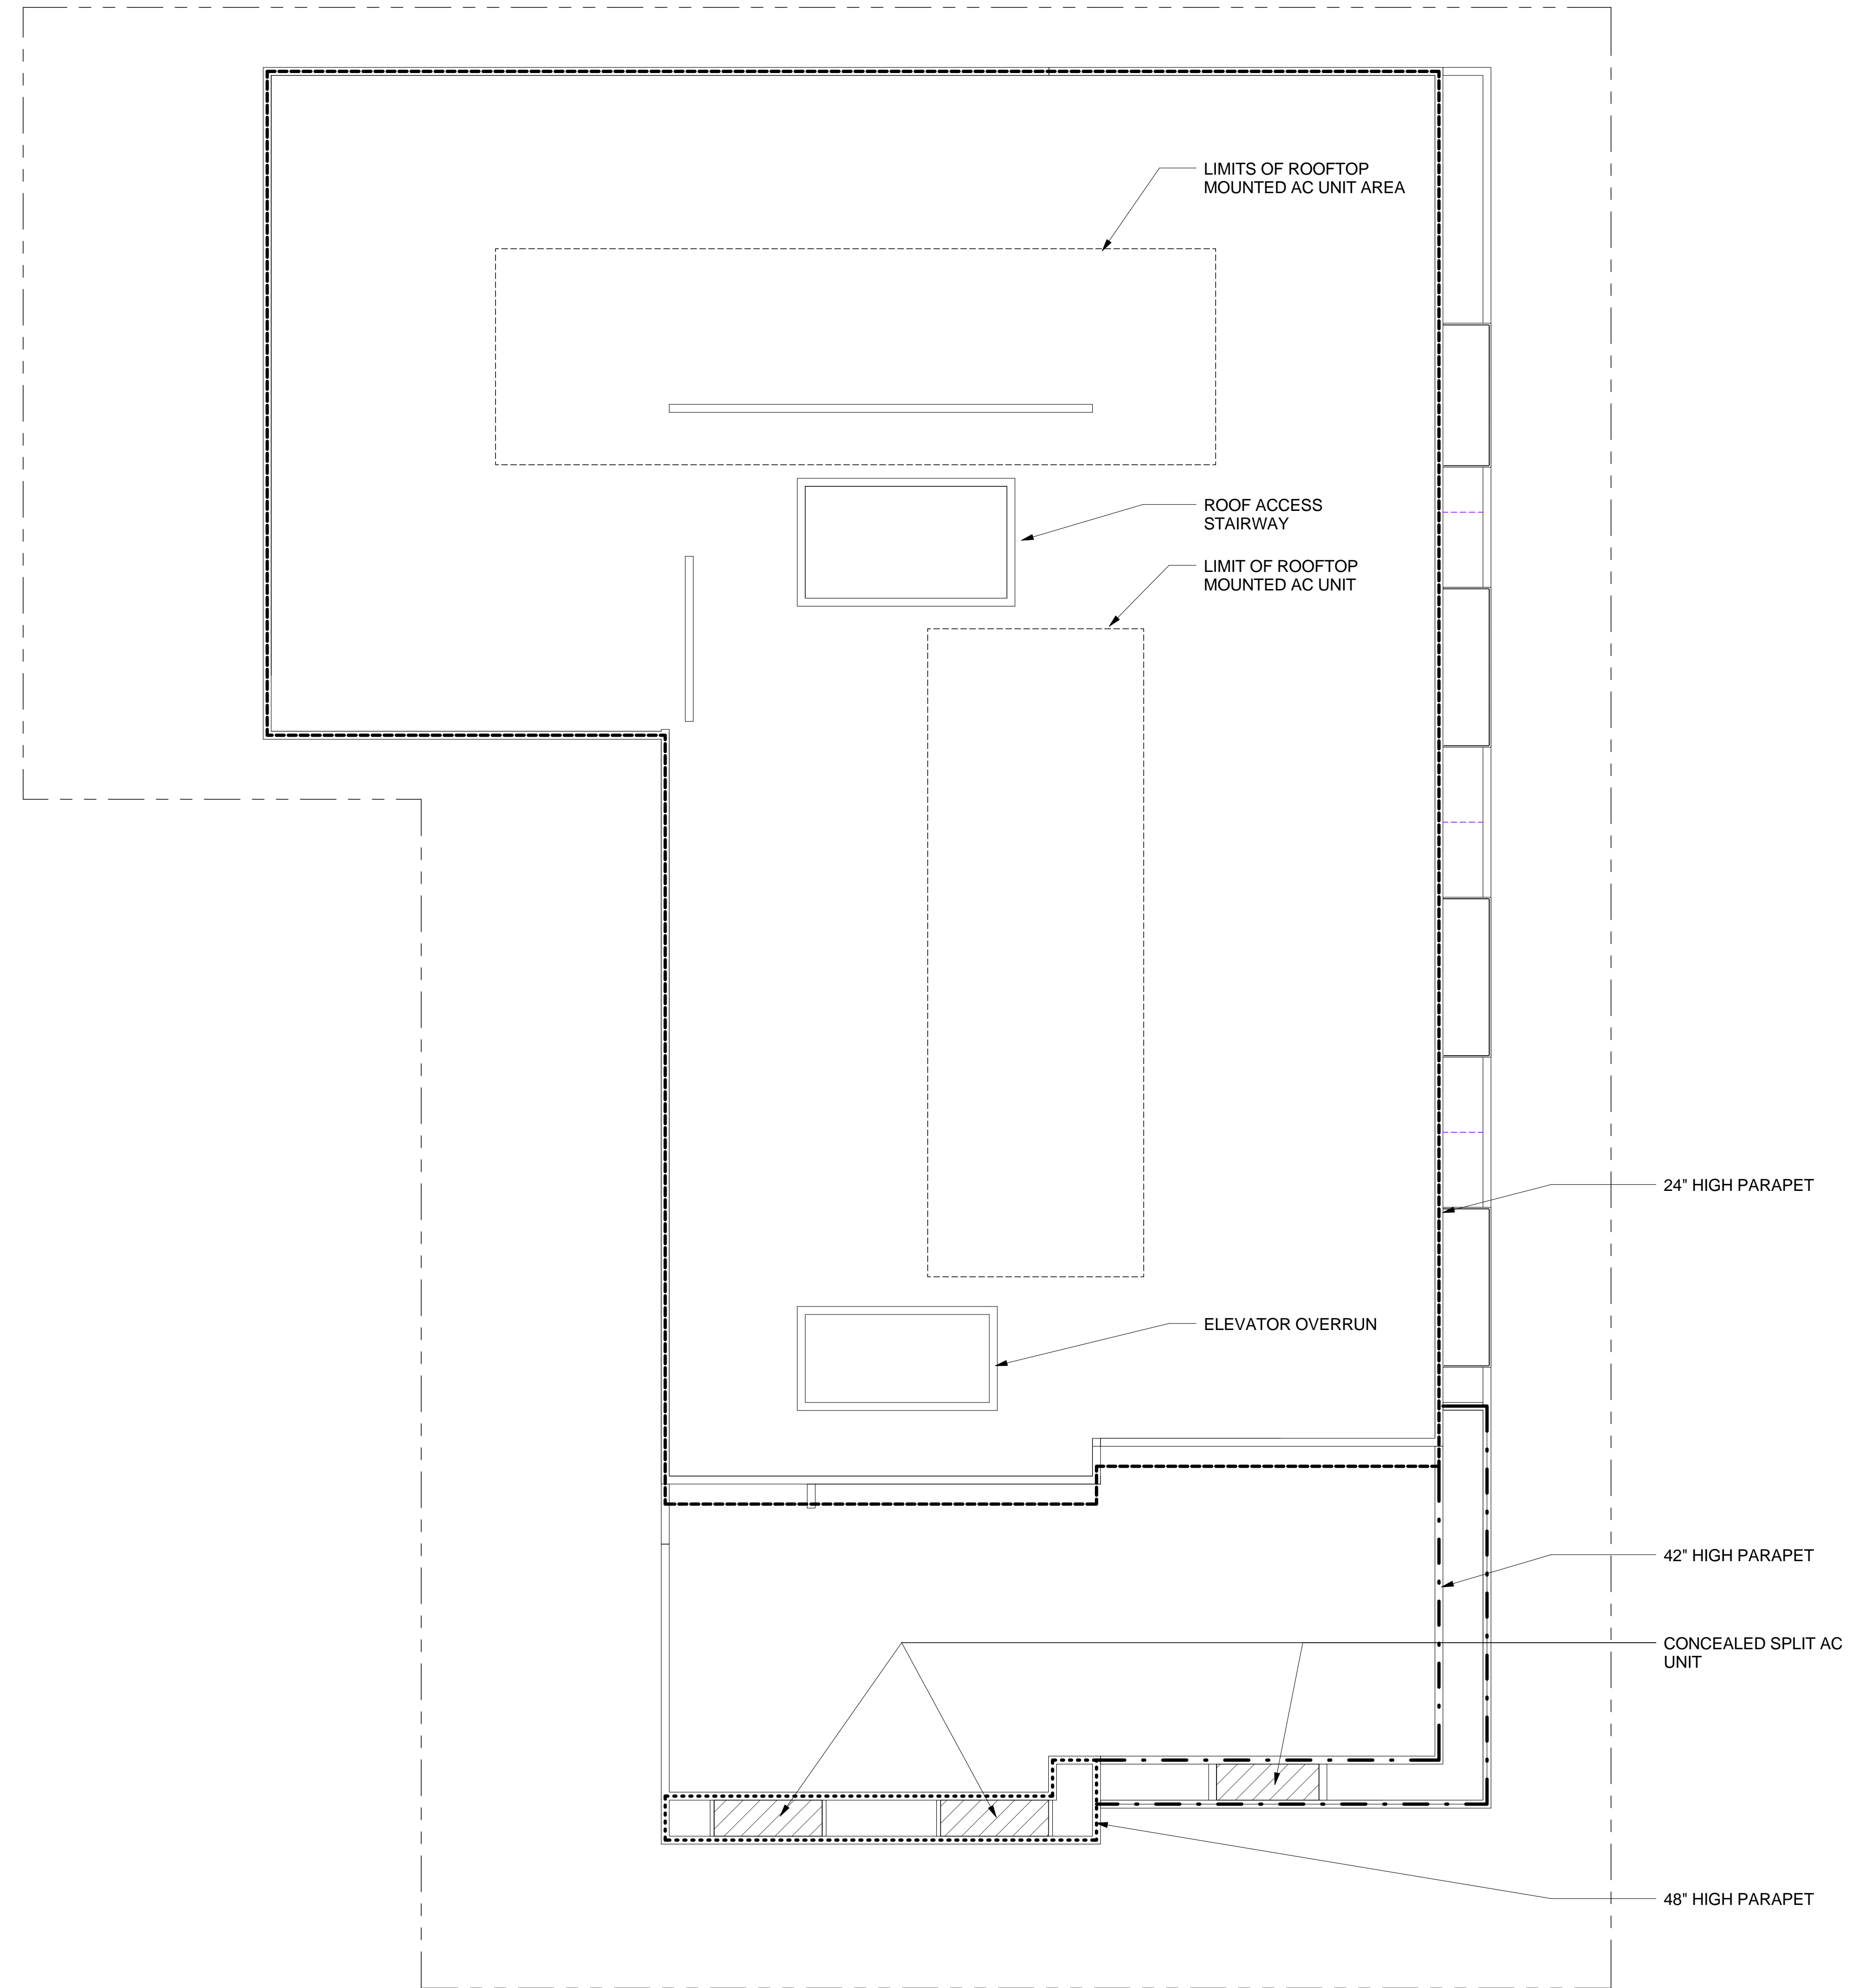 LIMITS OF ROOFTOP
MOUNTED AC UNIT AREA
ROOF ACCESS
STAIRWAY
LIMIT OF ROOFTOP
MOUNTED AC UNIT
24" HIGH PARAPET
ELEVATOR OVERRUN
42" HIGH PARAPET
CONCEALED SPLIT AC
UNIT
48" HIGH PARAPET